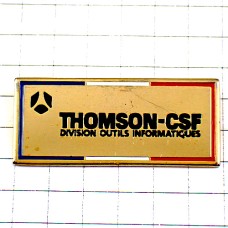 THOMSON-CSF
DIVISION OUTILS INFORMATIQUES